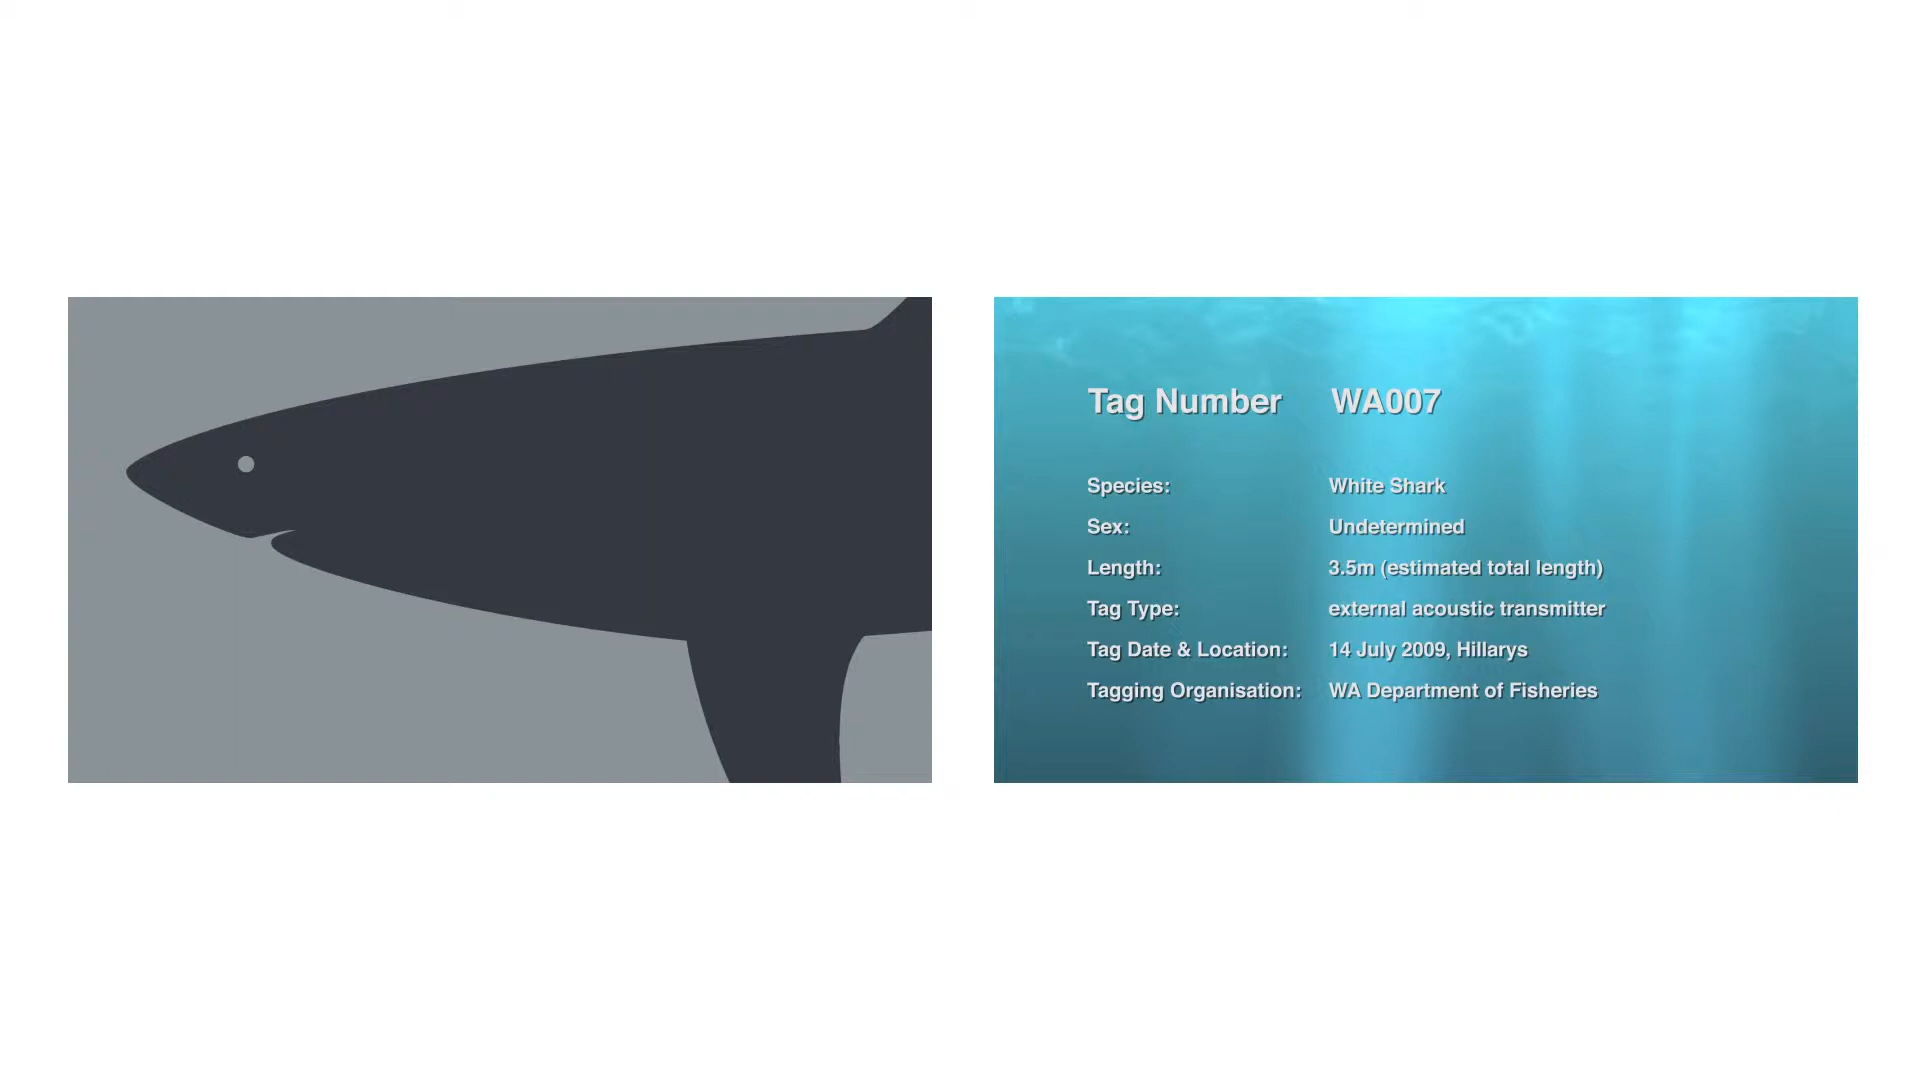 Tag Number WA007
Species: White Shark
Sex: Undetermined
Length: 3.5m (estimated total length)
Tag Type: external acoustic transmitter
Tag Date & Location: 14 July 2009, Hillarys
Tagging Organisation: WA Department of Fisheries